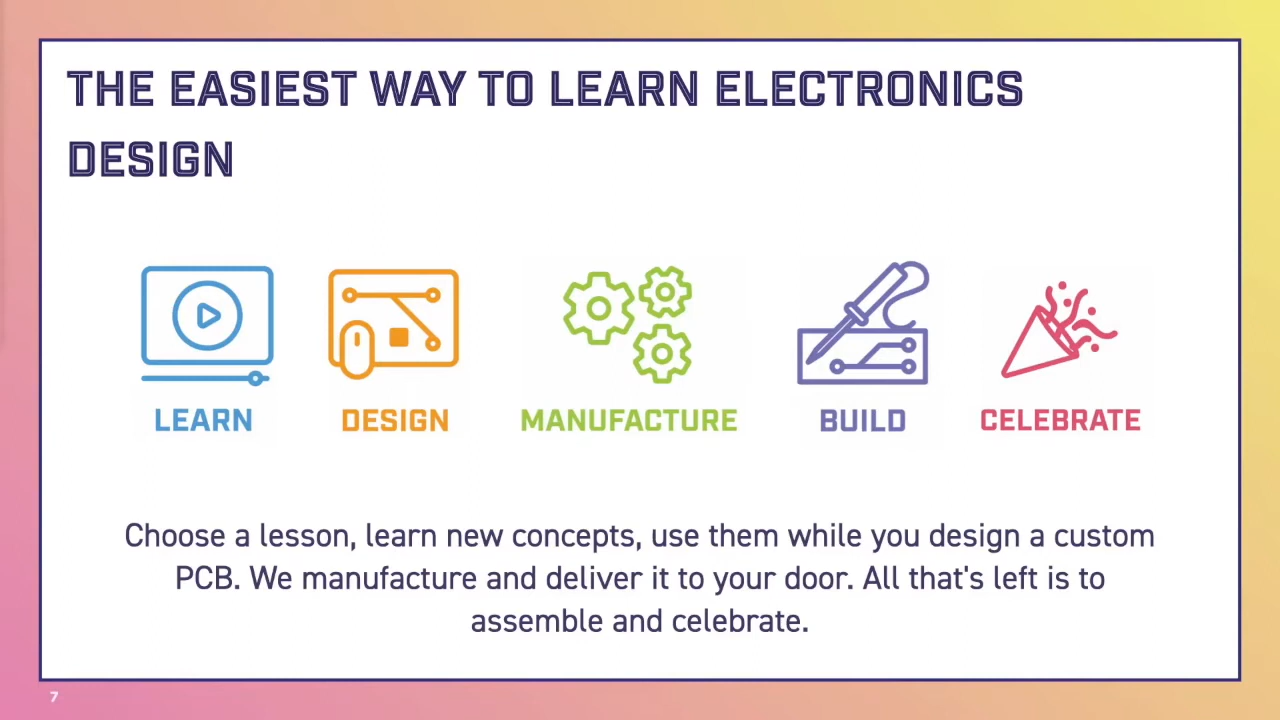 THE EASIEST WAY TO LEARN ELECTRONICS
DESIGN
LEARN
DESIGN
MANUFACTURE
BUILD
CELEBRATE
Choose a lesson, learn new concepts, use them while you design a custom
PCB. We manufacture and deliver it to your door. All that's left is to
assemble and celebrate.
7